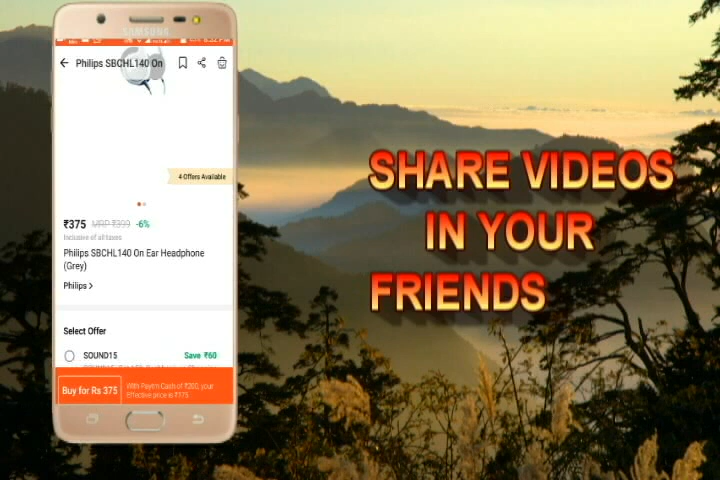 SAMSUNG
Philips SBCHL140 On
4 Offers Available
₹375 MRP ₹399 -6%
Inclusive of all taxes
Philips SBCHL140 On Ear Headphone
(Grey)
Philips >
Select Offer
SOUND15 Save ₹60
Buy for Rs 375
With Paytm Cash of ₹200, your
Effective price is ₹175
SHARE VIDEOS
IN YOUR
FRIENDS